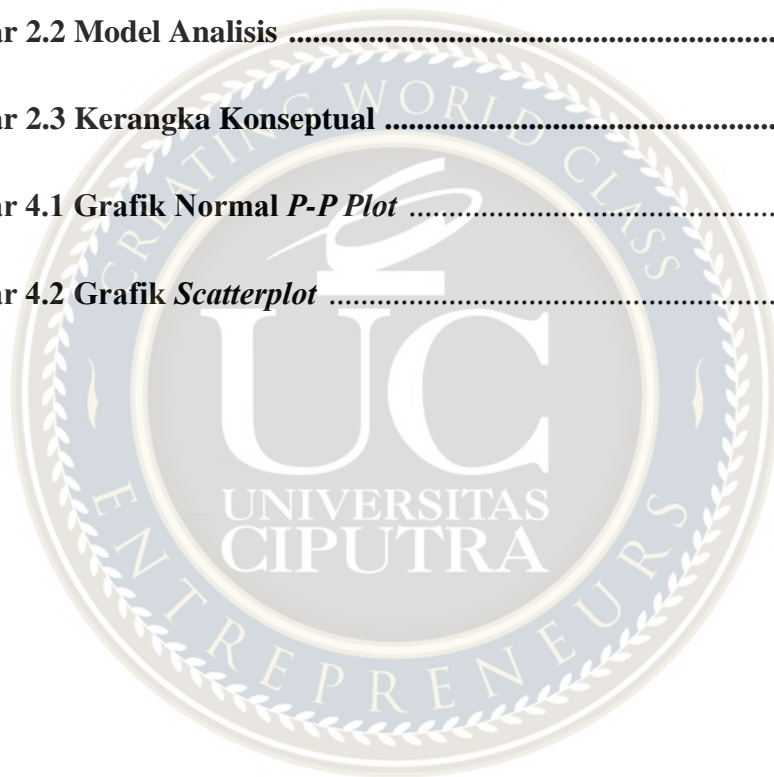 ar 2.2 Model Analisis ........................................................
ar 2.3 Kerangka Konseptual .............................................
ar 4.1 Grafik Normal P-P Plot ..........................................
ar 4.2 Grafik Scatterplot ...................................................
CREATING WORLD CLASS
UC
UNIVERSITAS
CIPUTRA
ENTREPRENEURS